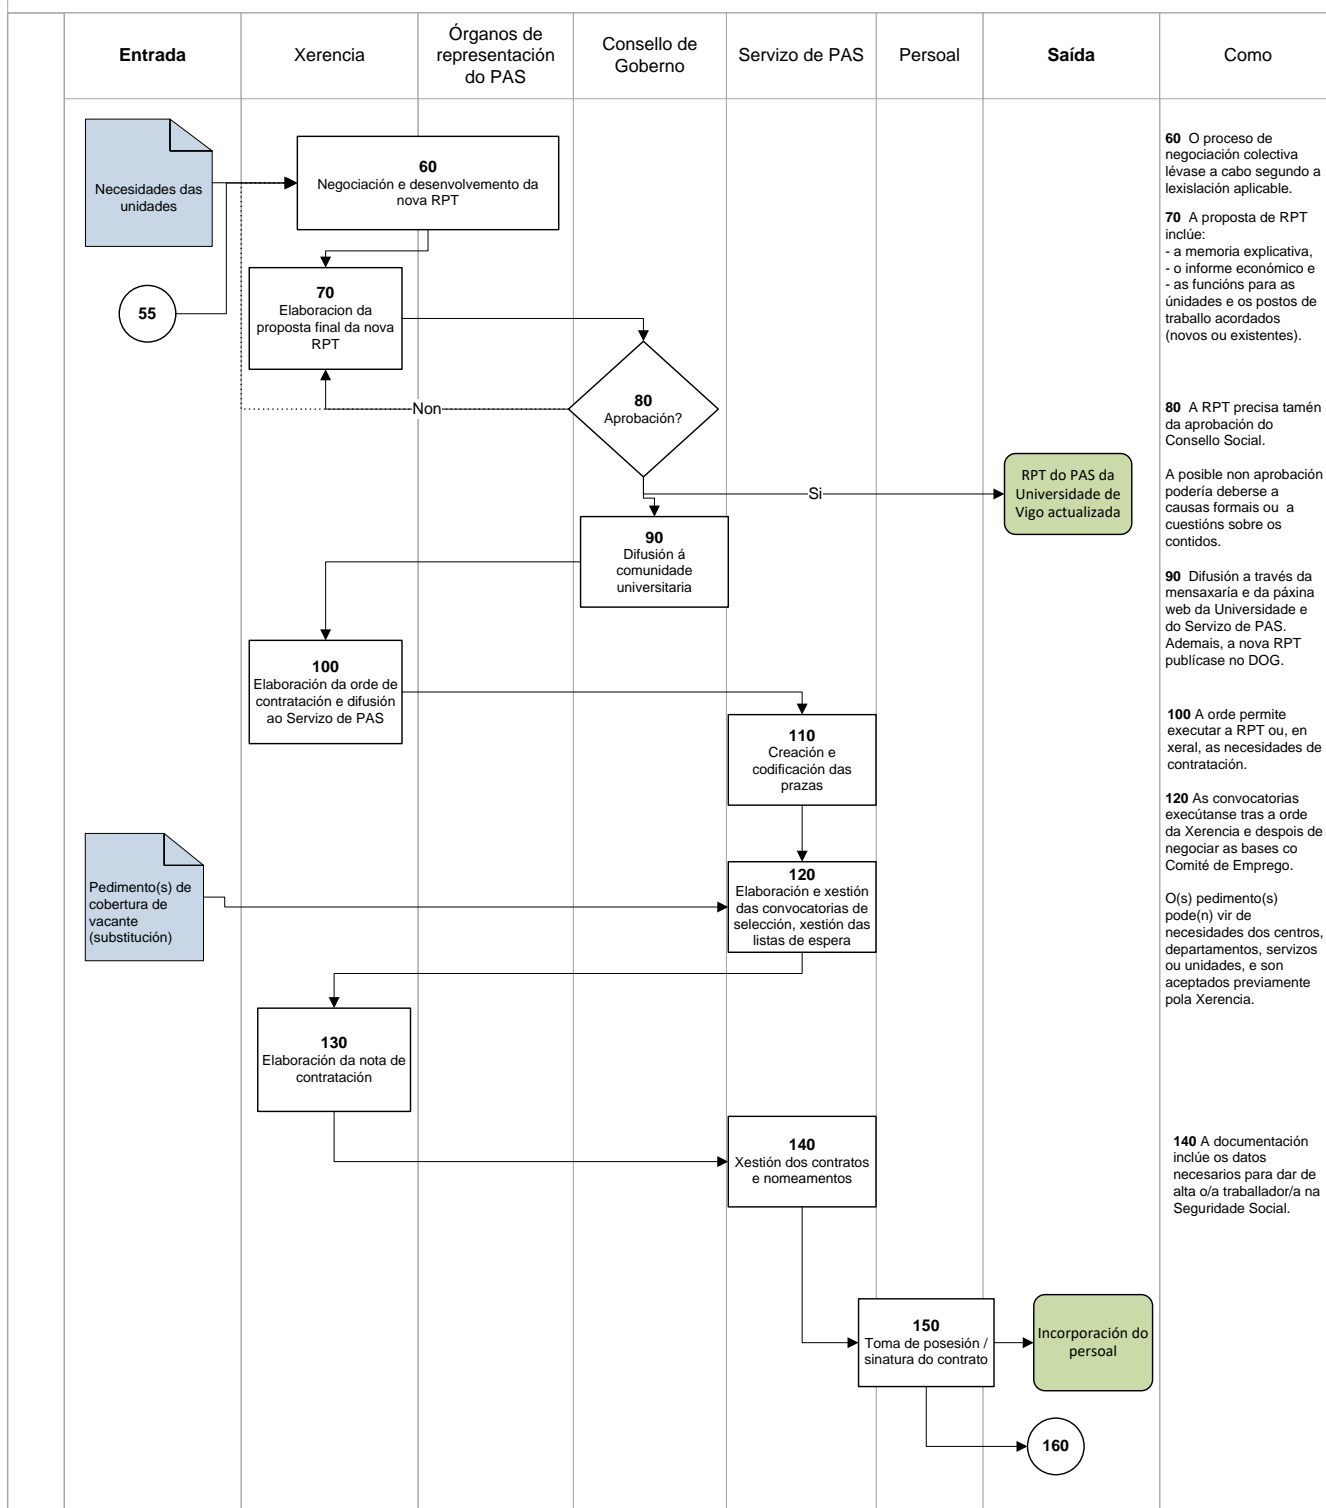 Entrada
Xerencia
Órganos de
representación
do PAS
Consello de
Goberno
Servizo de PAS
Persoal
Saída
Como
Necesidades das
unidades
55
60
Negociación e desenvolvemento da
nova RPT
60 O proceso de
negociación colectiva
lévase a cabo segundo a
lexislación aplicable.
70
Elaboracion da
proposta final da nova
RPT
70 A proposta de RPT
inclúe:
- a memoria explicativa,
- o informe económico e
- as funcións para as
únidades e os postos de
traballo acordados
(novos ou existentes).
80
Aprobación?
Non
Si
80 A RPT precisa tamén
da aprobación do
Consello Social.
A posible non aprobación
podería deberse a
causas formais ou a
cuestións sobre os
contidos.
RPT do PAS da
Universidade de
Vigo actualizada
90
Difusión á
comunidade
universitaria
90 Difusión a través da
mensaxaría e da páxina
web da Universidade e
do Servizo de PAS.
Ademais, a nova RPT
publícase no DOG.
100
Elaboración da orde de
contratación e difusión
ao Servizo de PAS
100 A orde permite
executar a RPT ou, en
xeral, as necesidades de
contratación.
110
Creación e
codificación das
prazas
Pedimento(s) de
cobertura de
vacante
(substitución)
120
Elaboración e xestión
das convocatorias de
selección, xestión das
listas de espera
120 As convocatorias
execútanse tras a orde
da Xerencia e despois de
negociar as bases co
Comité de Emprego.
O(s) pedimento(s)
pode(n) vir de
necesidades dos centros,
departamentos, servizos
ou unidades, e son
aceptados previamente
pola Xerencia.
130
Elaboración da nota de
contratación
140
Xestión dos contratos
e nomeamentos
140 A documentación
inclúe os datos
necesarios para dar de
alta o/a traballador/a na
Seguridade Social.
150
Toma de posesión /
sinatura do contrato
Incorporación do
persoal
160